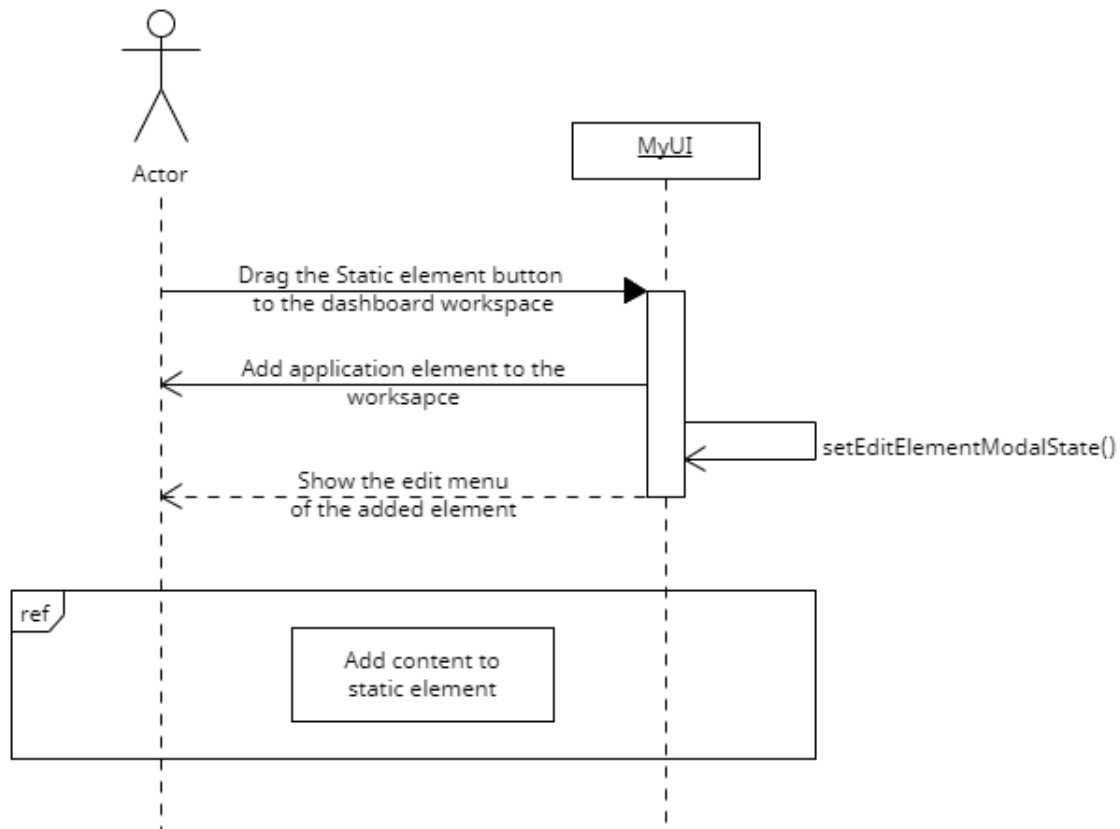 MyUI
Actor
Drag the Static element button
to the dashboard workspace
Add application element to the
worksapce
setEditElementModalState()
Show the edit menu
of the added element
ref
Add content to
static element